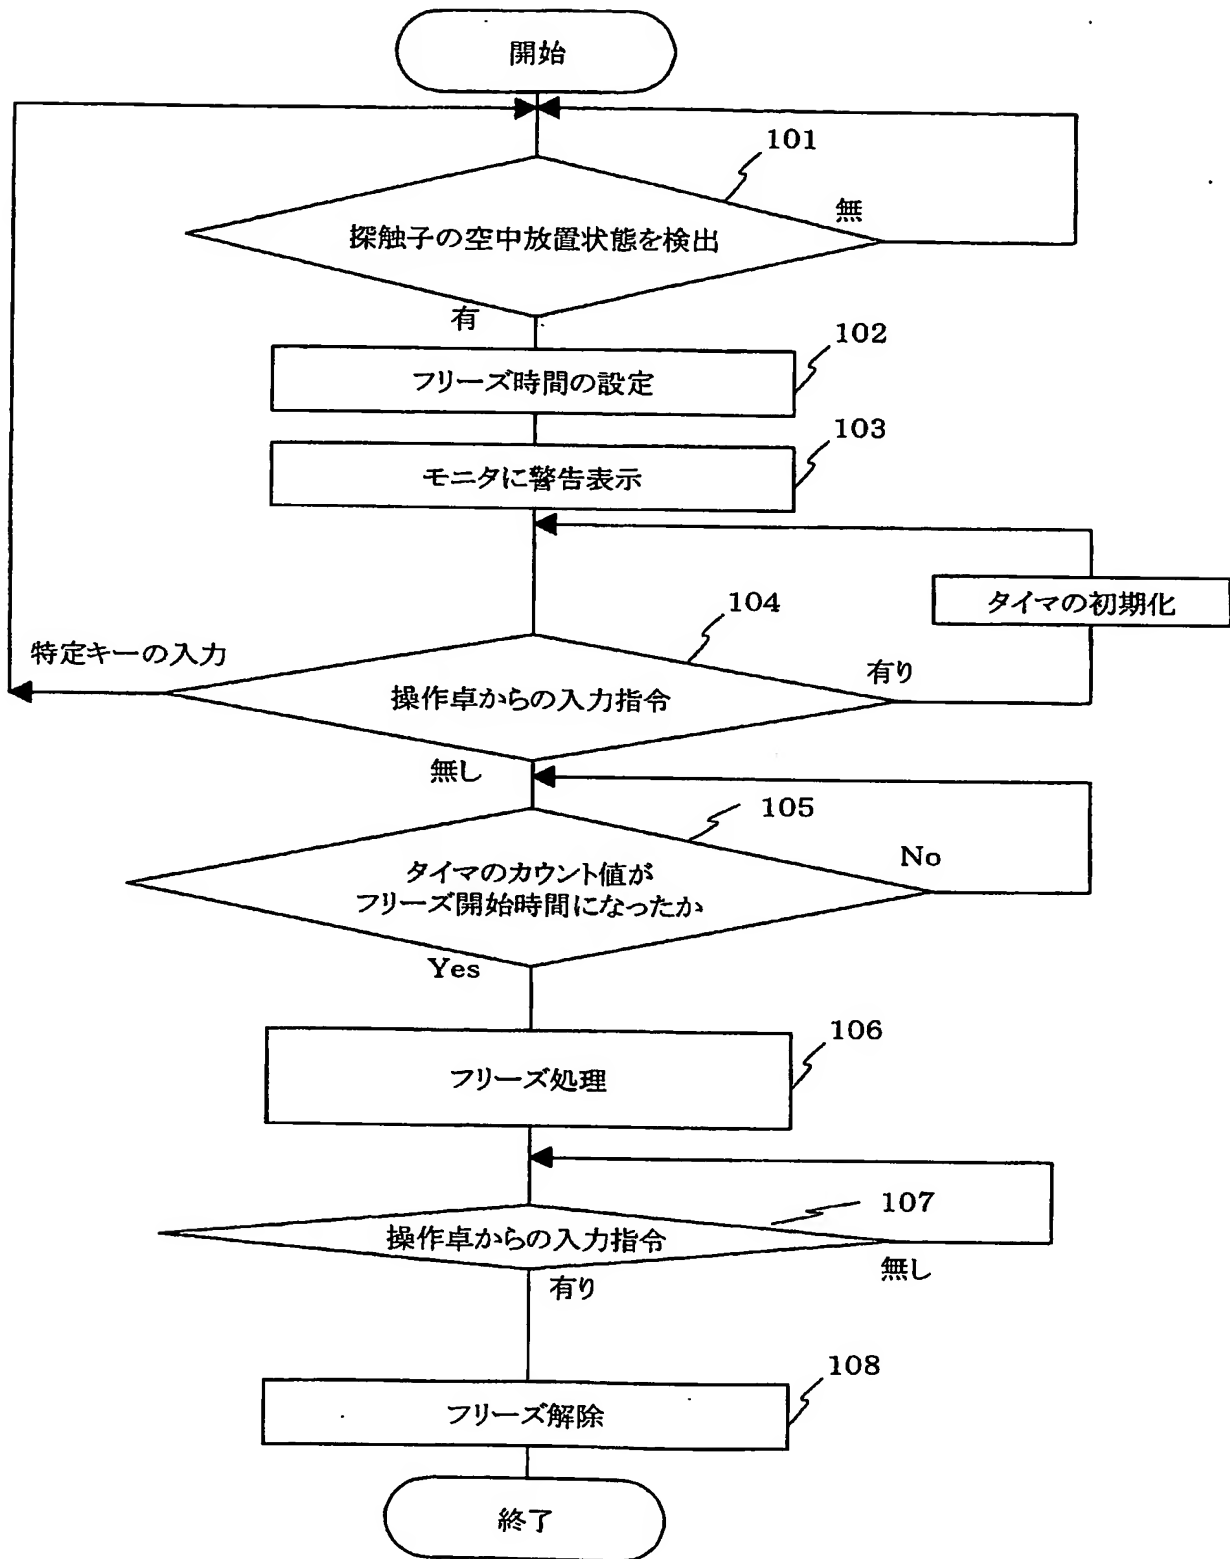 開始
101
探触子の空中放置状態を検出
無
有
102
フリーズ時間の設定
103
モニタに警告表示
タイマの初期化
104
特定キーの入力
操作卓からの入力指令
有り
無し
105
タイマのカウント値が
フリーズ開始時間になったか
No
Yes
106
フリーズ処理
107
操作卓からの入力指令
無し
有り
108
フリーズ解除
終了